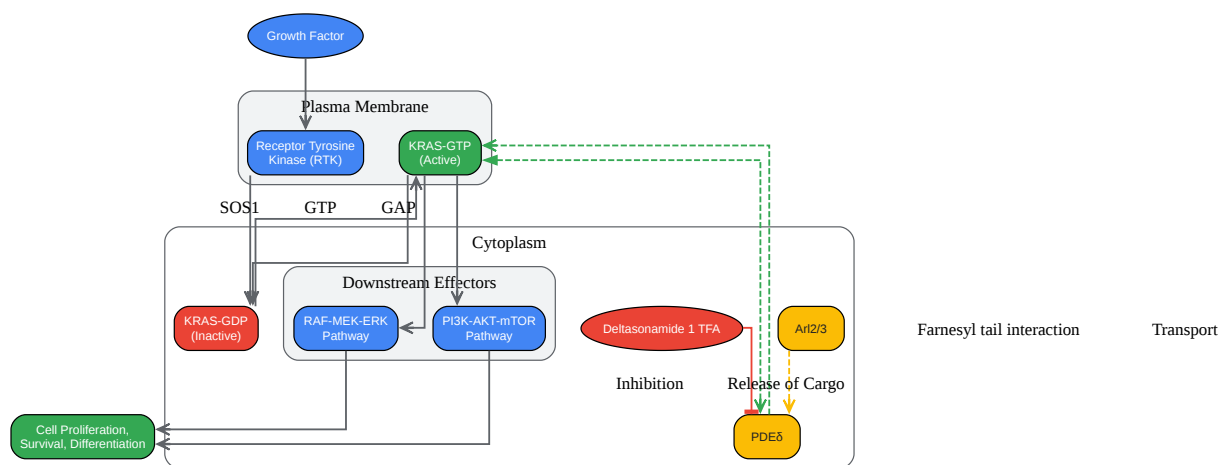 Growth Factor
Plasma Membrane
Receptor Tyrosine
Kinase (RTK)
KRAS-GTP
(Active)
SOS1
GTP
GAP
Cytoplasm
Downstream Effectors
KRAS-GDP
(Inactive)
RAF-MEK-ERK
Pathway
PI3K-AKT-mTOR
Pathway
Deltasonamide 1 TFA
Arl2/3
Farnesyl tail interaction
Transport
Inhibition
Release of Cargo
Cell Proliferation,
Survival, Differentiation
PDEδ